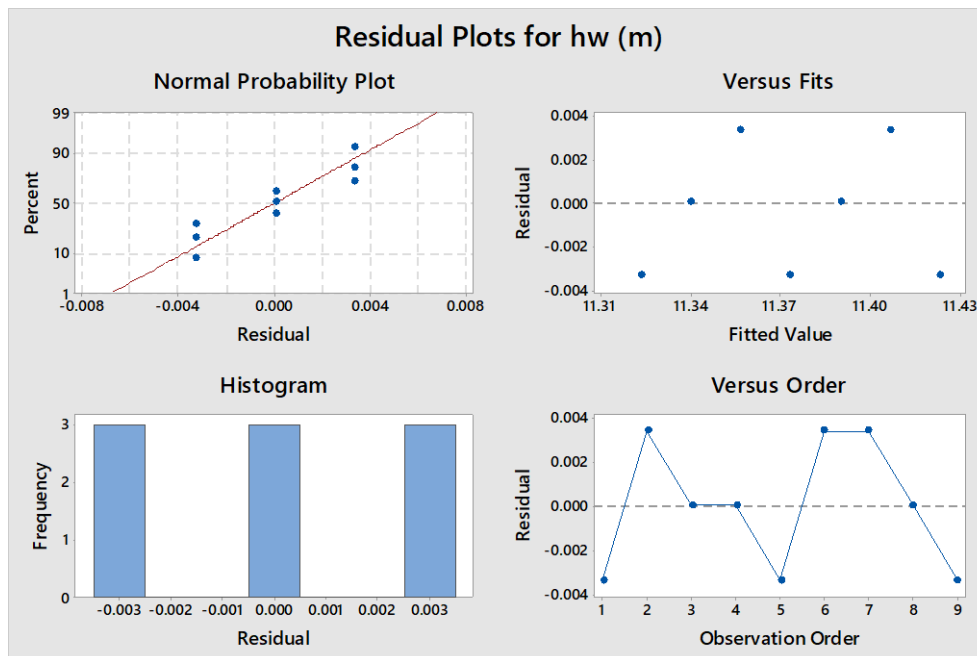 Residual Plots for hw (m)
Normal Probability Plot
99
90
50
10
1
Percent
-0.008 -0.004 0.000 0.004 0.008
Residual
Versus Fits
0.004
0.002
0.000
-0.002
-0.004
Residual
11.31 11.34 11.37 11.40 11.43
Fitted Value
Histogram
3
2
1
0
Frequency
-0.003 -0.002 -0.001 0.000 0.001 0.002 0.003
Residual
Versus Order
0.004
0.002
0.000
-0.002
-0.004
Residual
1 2 3 4 5 6 7 8 9
Observation Order